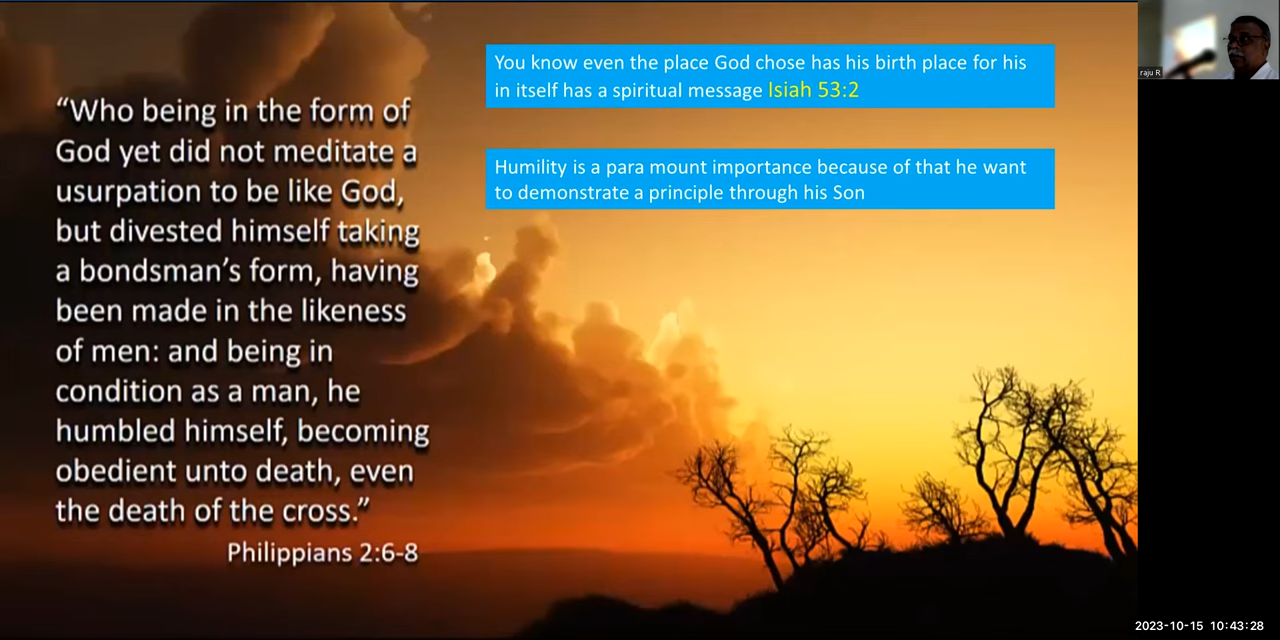 “Who being in the form of
God yet did not meditate a
usurpation to be like God,
but divested himself taking
a bondsman’s form, having
been made in the likeness
of men: and being in
condition as a man, he
humbled himself, becoming
obedient unto death, even
the death of the cross.”
Philippians 2:6-8
You know even the place God chose has his birth place for his
in itself has a spiritual message Isiah 53:2
Humility is a para mount importance because of that he want
to demonstrate a principle through his Son
raju R
2023-10-15 10:43:28